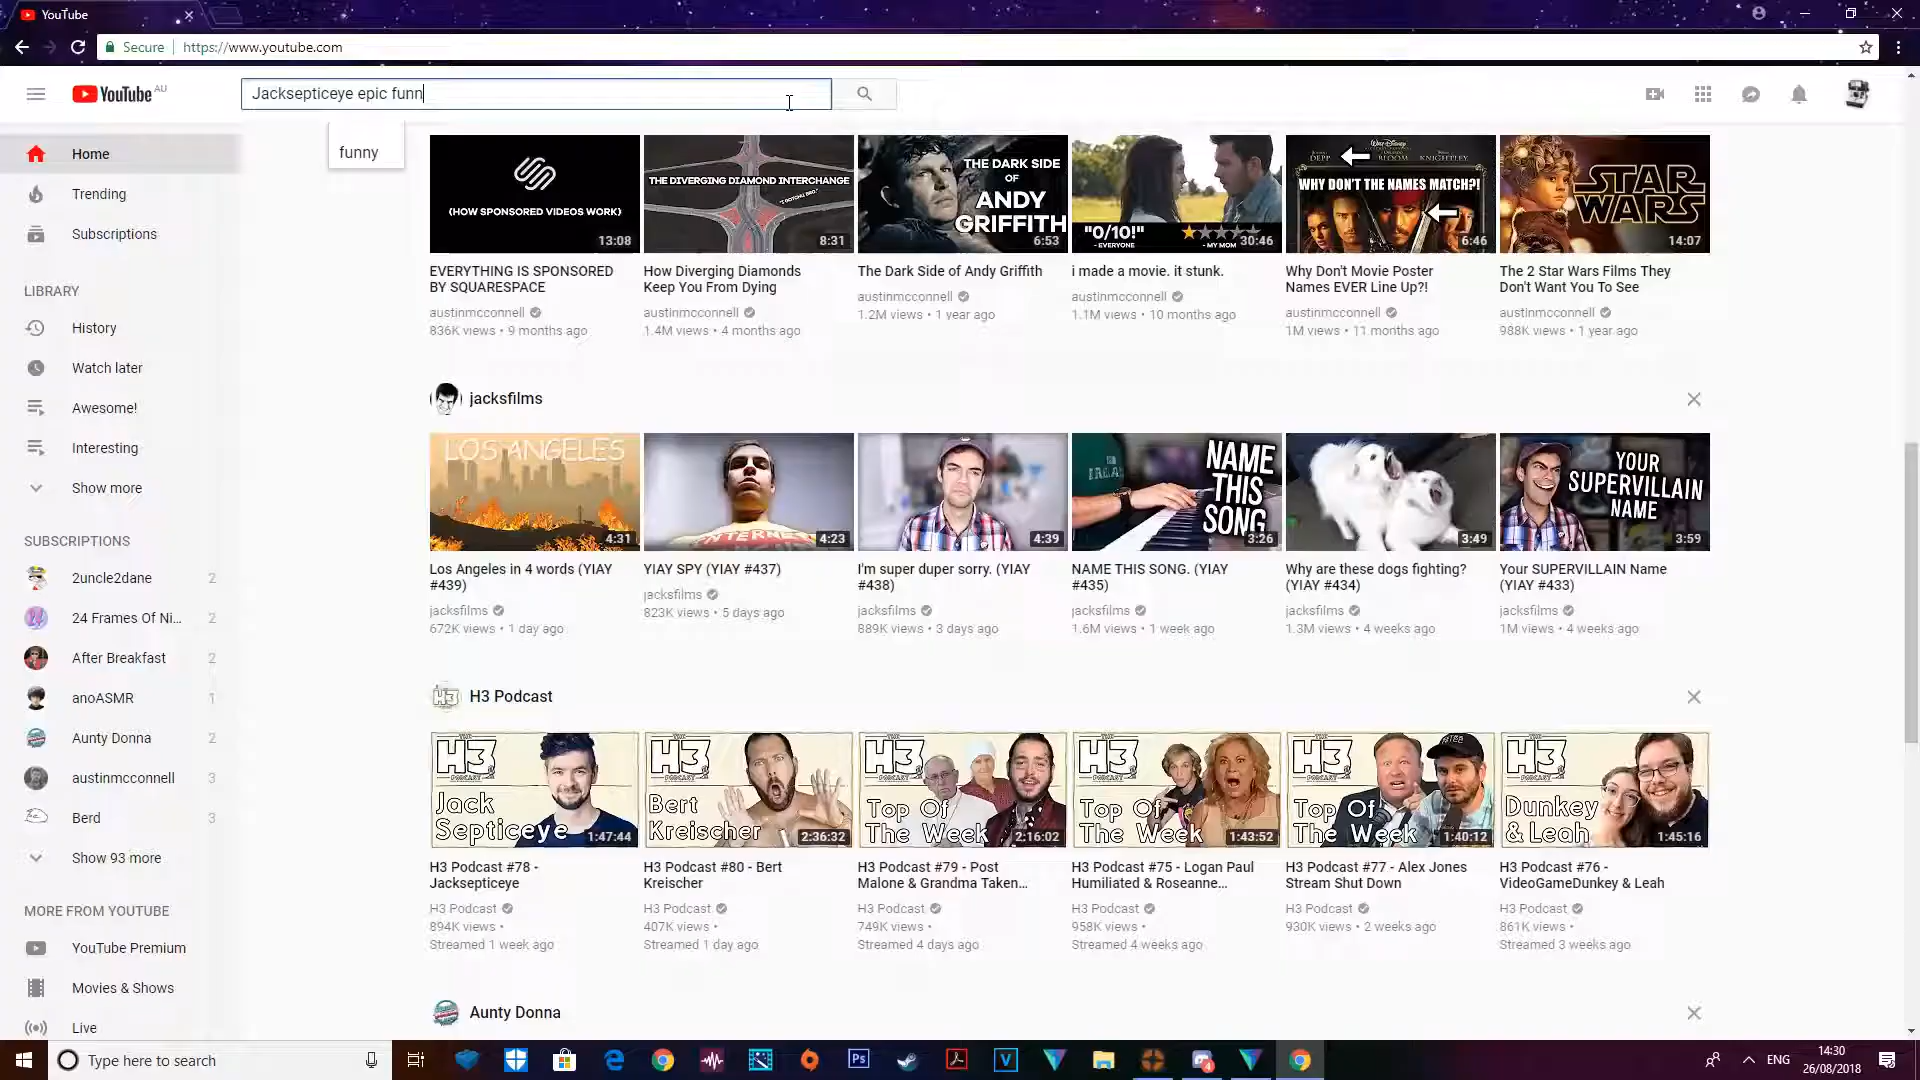 YouTube
Secure
https://www.youtube.com
YouTube AU
Jacksepticeye epic funn
funny
Home
Trending
Subscriptions
LIBRARY
History
Watch later
Awesome!
Interesting
Show more
SUBSCRIPTIONS
2uncle2dane 2
24 Frames Of Ni... 2
After Breakfast 2
anoASMR 1
Aunty Donna 2
austinmcconnell 3
Berd 3
Show 93 more
MORE FROM YOUTUBE
YouTube Premium
Movies & Shows
Live
(HOW SPONSORED VIDEOS WORK)
13:08
EVERYTHING IS SPONSORED
BY SQUARESPACE
austinmcconnell
836K views • 9 months ago
THE DIVERGING DIAMOND INTERCHANGE
8:31
How Diverging Diamonds
Keep You From Dying
austinmcconnell
1.4M views • 4 months ago
THE DARK SIDE
OF
ANDY
GRIFFITH
6:53
The Dark Side of Andy Griffith
austinmcconnell
1.2M views • 1 year ago
"0/10!"
- EVERYONE
- MY MOM
30:46
i made a movie. it stunk.
austinmcconnell
1.1M views • 10 months ago
DEPP
BLOOM
KNIGHTLEY
WHY DON'T THE NAMES MATCH?!
6:46
Why Don't Movie Poster
Names EVER Line Up?!
austinmcconnell
1M views • 11 months ago
STAR
WARS
14:07
The 2 Star Wars Films They
Don't Want You To See
austinmcconnell
988K views • 1 year ago
jacksfilms
LOS ANGELES
4:31
Los Angeles in 4 words (YIAY
#439)
jacksfilms
672K views • 1 day ago
INTERNET
4:23
YIAY SPY (YIAY #437)
jacksfilms
823K views • 5 days ago
4:39
I'm super duper sorry. (YIAY
#438)
jacksfilms
889K views • 3 days ago
NAME
THIS
SONG
3:26
NAME THIS SONG. (YIAY
#435)
jacksfilms
1.6M views • 1 week ago
3:49
Why are these dogs fighting?
(YIAY #434)
jacksfilms
1.3M views • 4 weeks ago
YOUR
SUPERVILLAIN
NAME
3:59
Your SUPERVILLAIN Name
(YIAY #433)
jacksfilms
1M views • 4 weeks ago
H3 Podcast
THE
H3
PODCAST
Jack
Septiceye
1:47:44
H3 Podcast #78 -
Jacksepticeye
H3 Podcast
894K views •
Streamed 1 week ago
THE
H3
PODCAST
Bert
Kreischer
2:36:32
H3 Podcast #80 - Bert
Kreischer
H3 Podcast
407K views •
Streamed 1 day ago
THE
H3
PODCAST
Top Of
The Week
2:16:02
H3 Podcast #79 - Post
Malone & Grandma Taken...
H3 Podcast
749K views •
Streamed 4 days ago
THE
H3
PODCAST
Top Of
The Week
1:43:52
H3 Podcast #75 - Logan Paul
Humiliated & Roseanne...
H3 Podcast
958K views •
Streamed 4 weeks ago
THE
H3
PODCAST
Top Of
The Week
1:40:12
H3 Podcast #77 - Alex Jones
Stream Shut Down
H3 Podcast
930K views • 2 weeks ago
THE
H3
PODCAST
Dunkey
& Leah
1:45:16
H3 Podcast #76 -
VideoGameDunkey & Leah
H3 Podcast
861K views •
Streamed 3 weeks ago
Aunty Donna
Type here to search
Ps
V
4
ENG
14:30
26/08/2018